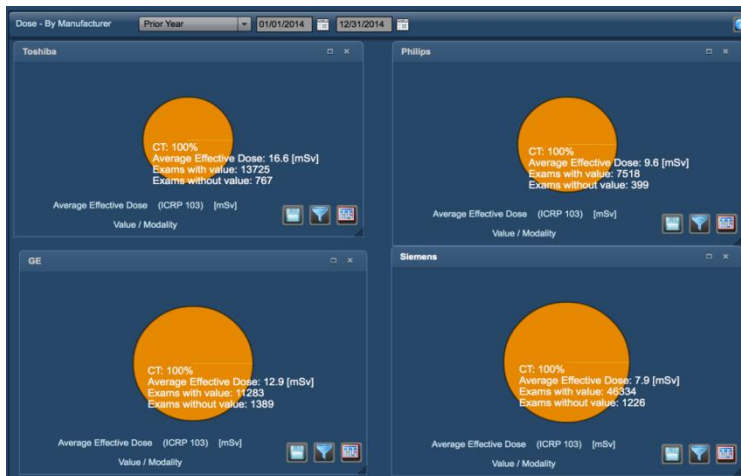 Dose - By Manufacturer Prior Year 01/01/2014 12/31/2014
Toshiba
CT: 100%
Average Effective Dose: 16.6 [mSv]
Exams with value: 13725
Exams without value: 767
Average Effective Dose (ICRP 103) [mSv]
Value / Modality
Philips
CT: 100%
Average Effective Dose: 9.6 [mSv]
Exams with value: 7518
Exams without value: 399
Average Effective Dose (ICRP 103) [mSv]
Value / Modality
GE
CT: 100%
Average Effective Dose: 12.9 [mSv]
Exams with value: 11283
Exams without value: 1389
Average Effective Dose (ICRP 103) [mSv]
Value / Modality
Siemens
CT: 100%
Average Effective Dose: 7.9 [mSv]
Exams with value: 46334
Exams without value: 1226
Average Effective Dose (ICRP 103) [mSv]
Value / Modality